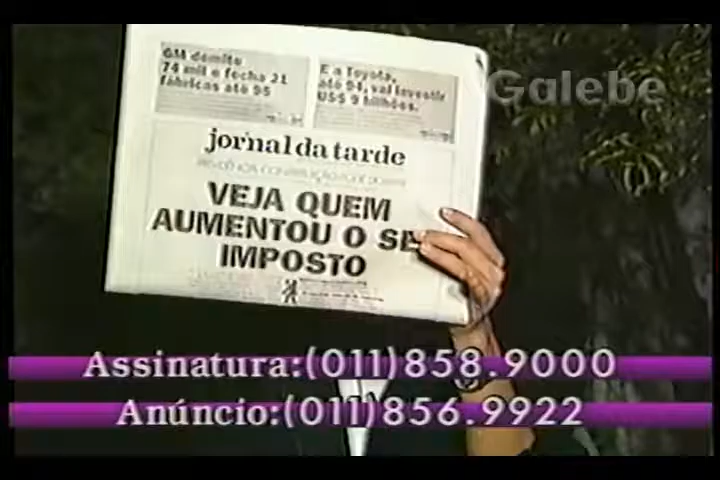 GM demite
74 mil e fecha 21
fábricas até 95
E a Toyota,
até 94, vai investir
US$ 9 bilhões.
Galebe
jornal da tarde
VEJA QUEM
AUMENTOU O SE
IMPOSTO
Assinatura:(011)858.9000
Anúncio:(011)856.9922